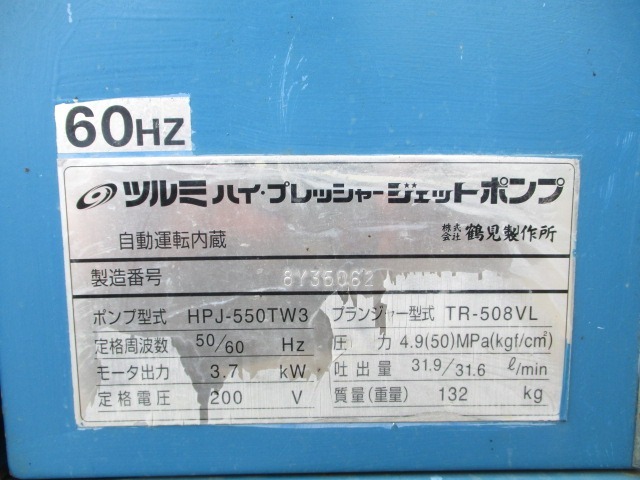 60HZ
ツルミ ハイ・プレッシャージェットポンプ
自動運転内蔵 株式会社 鶴見製作所
製造番号 8Y35062
ポンプ型式 HPJ-550TW3 プランジャー型式 TR-508VL
定格周波数 50/60 Hz 圧力 4.9(50)MPa(kgf/cm²)
モータ出力 3.7 kW 吐出量 31.9/31.6 ℓ/min
定格電圧 200 V 質量(重量) 132 kg